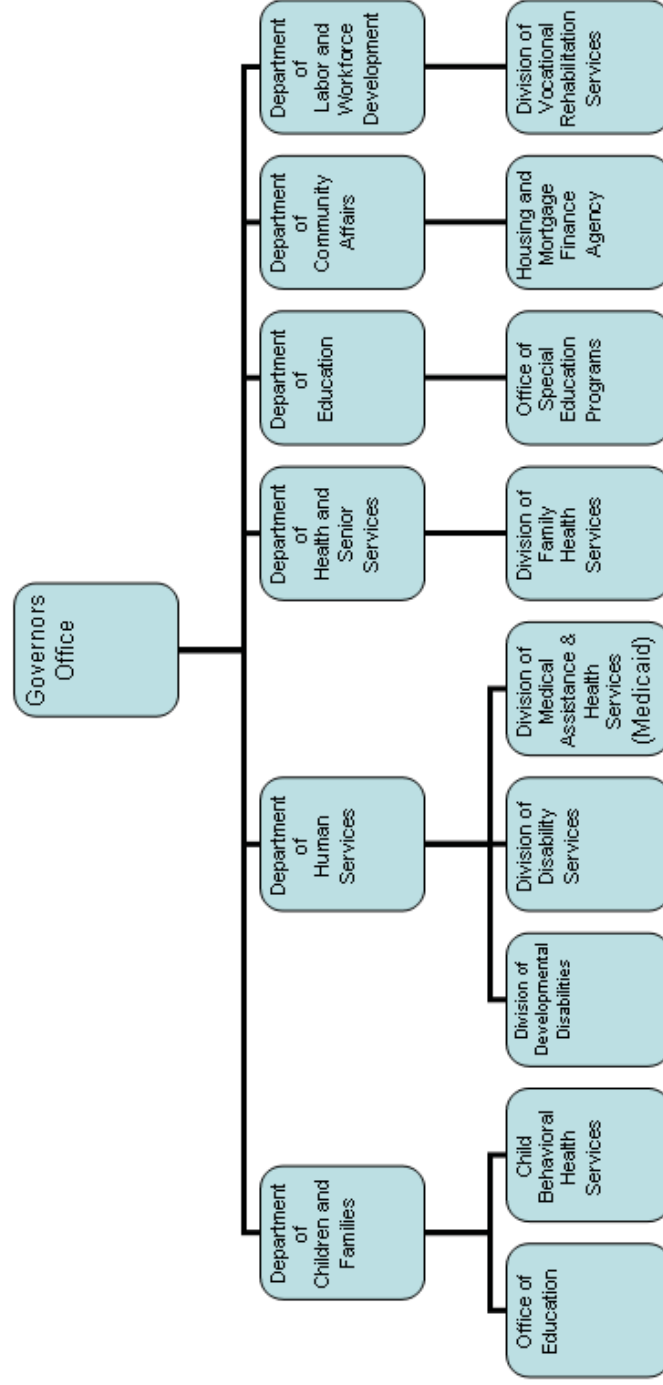 Governors
Office
Department
of
Children and
Families
Department
of
Human
Services
Department
of
Health and
Senior
Services
Department
of
Education
Department
of
Community
Affairs
Department
of
Labor and
Workforce
Development
Office of
Education
Child
Behavioral
Health
Services
Division of
Developmental
Disabilities
Division of
Disability
Services
Division of
Medical
Assistance &
Health
Services
(Medicaid)
Division of
Family
Health
Services
Office of
Special
Education
Programs
Housing and
Mortgage
Finance
Agency
Division of
Vocational
Rehabilitation
Services